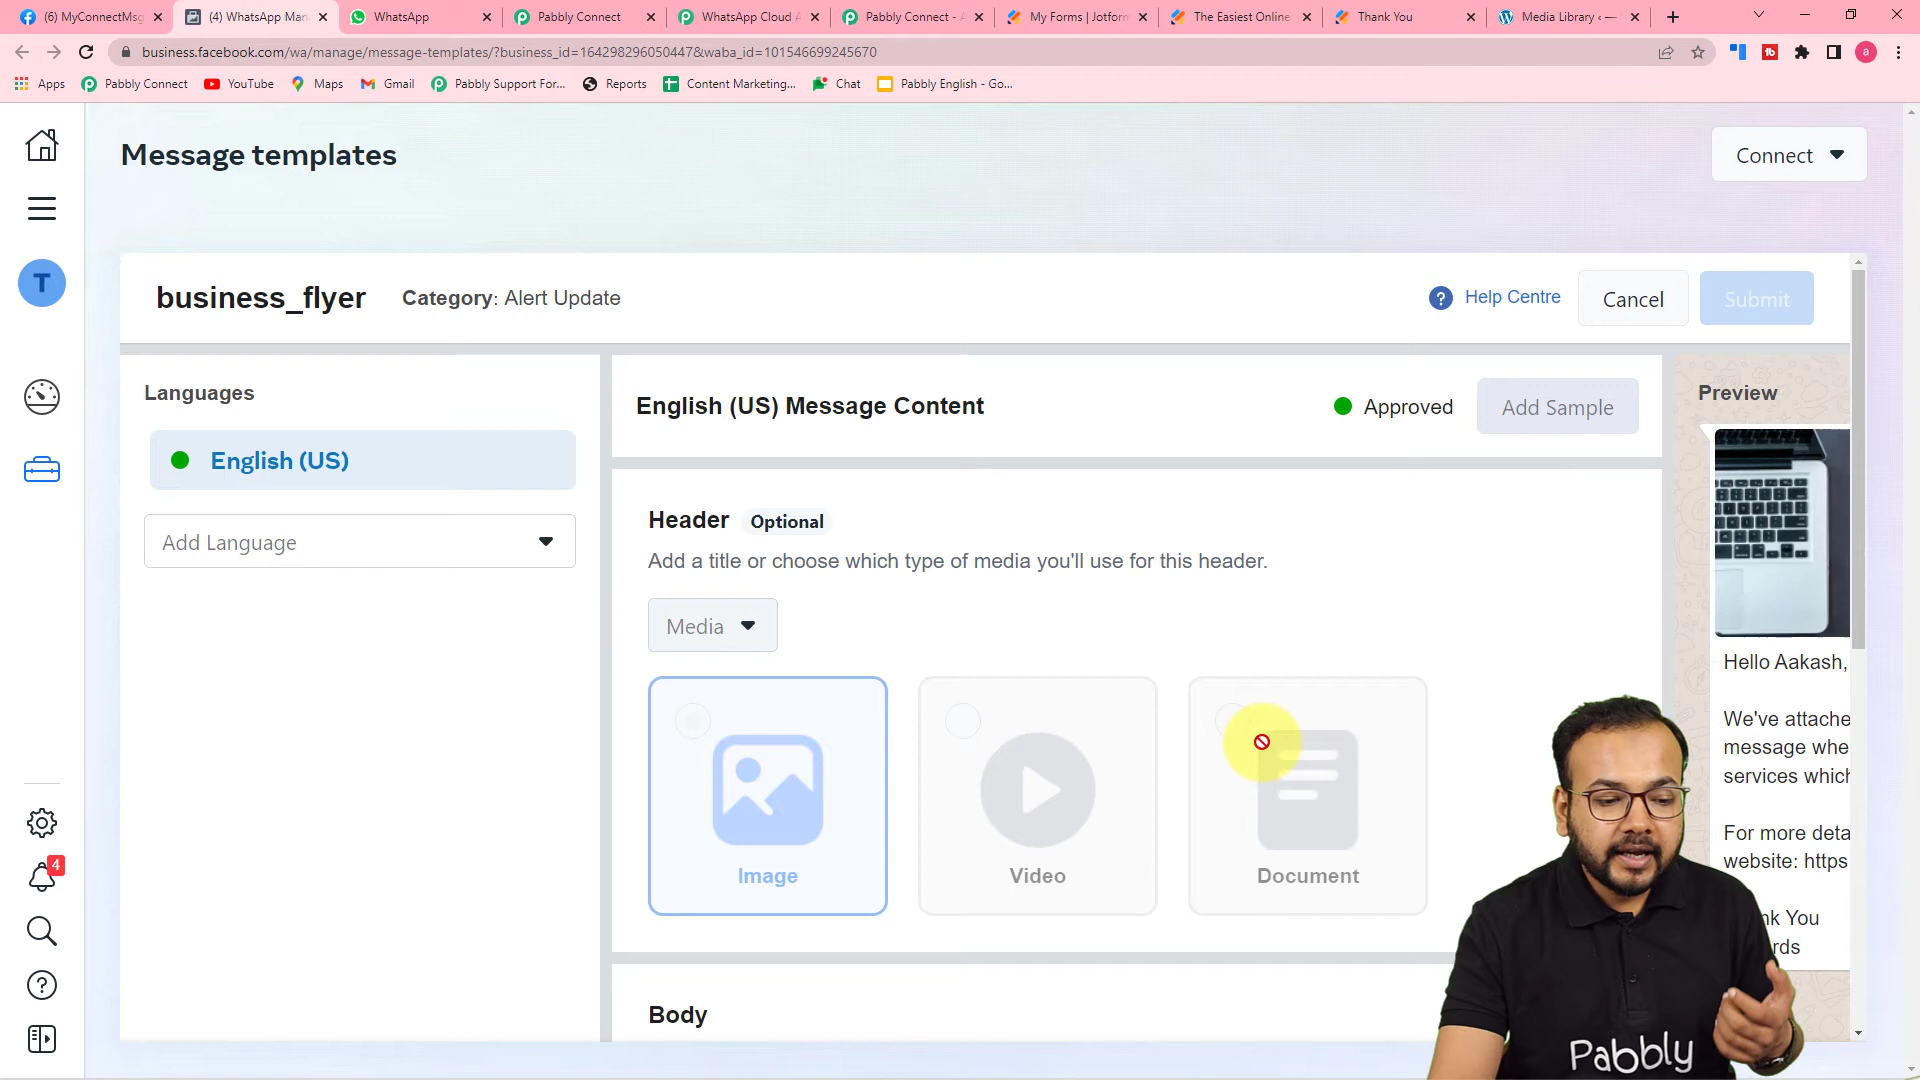 (6) MyConnectMsg
(4) WhatsApp Man
WhatsApp
Pabbly Connect
WhatsApp Cloud A
Pabbly Connect - A
My Forms | Jotform
The Easiest Online
Thank You
Media Library ‹ —
business.facebook.com/wa/manage/message-templates/?business_id=164298296050447&waba_id=101546699245670
a
Apps
Pabbly Connect
YouTube
Maps
Gmail
Pabbly Support For...
Reports
Content Marketing...
Chat
Pabbly English - Go...
Message templates
Connect
T
business_flyer
Category: Alert Update
? Help Centre
Cancel
Submit
Languages
English (US)
Add Language
English (US) Message Content
Approved
Add Sample
Preview
Header
Optional
Add a title or choose which type of media you'll use for this header.
Media
Image
Video
Document
Hello Aakash,
We've attache
message whe
services which
For more deta
website: https
nk You
rds
Body
4
Pabbly